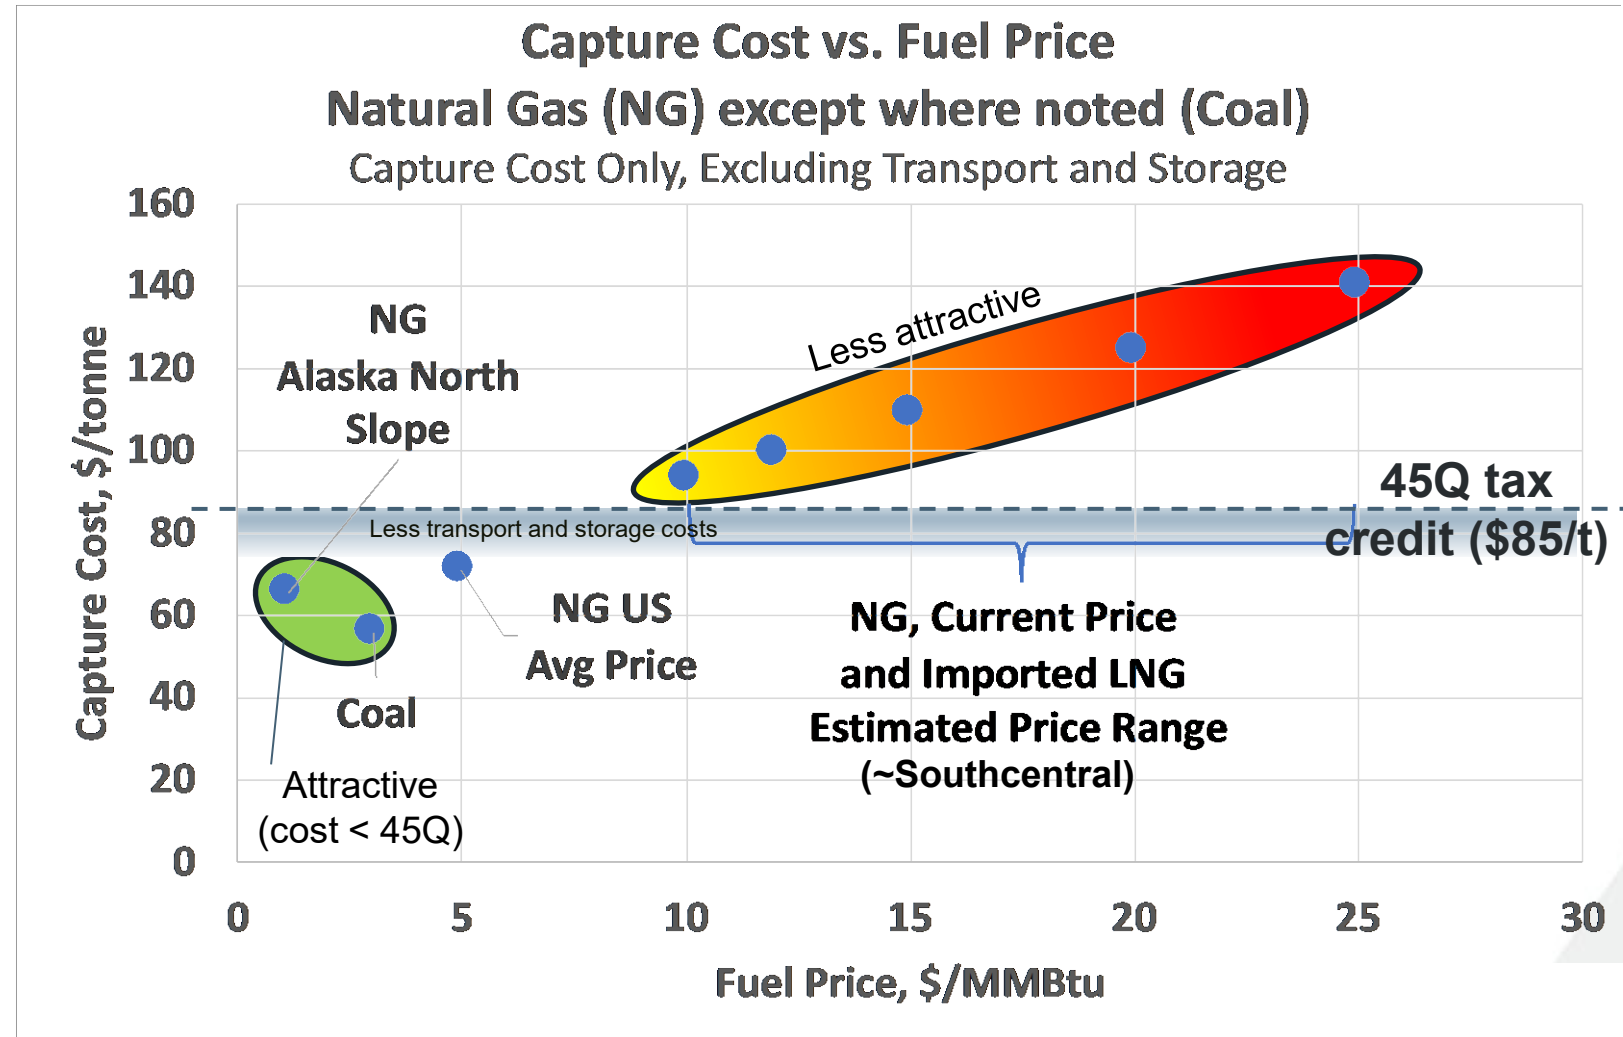 Capture Cost vs. Fuel Price
Natural Gas (NG) except where noted (Coal)
Capture Cost Only, Excluding Transport and Storage
Capture Cost, $/tonne
160
140
120
100
80
60
40
20
0
NG
Alaska North
Slope
Less attractive
45Q tax
credit ($85/t)
Less transport and storage costs
NG US
Avg Price
Coal
NG, Current Price
and Imported LNG
Estimated Price Range
(~Southcentral)
Attractive
(cost < 45Q)
0
5
10
15
20
25
30
Fuel Price, $/MMBtu